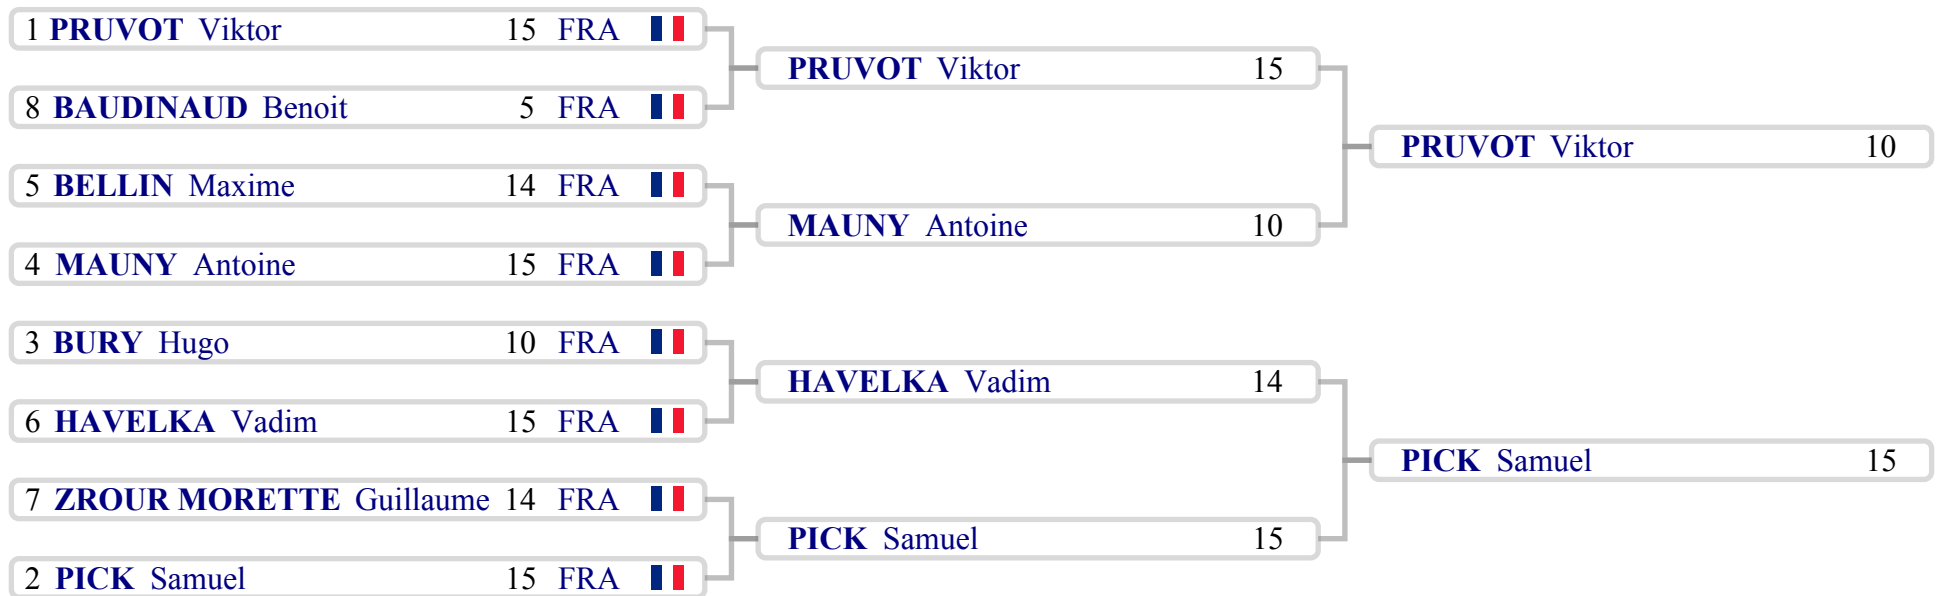 1 PRUVOT Viktor 15 FRA
8 BAUDINAUD Benoit 5 FRA
5 BELLIN Maxime 14 FRA
4 MAUNY Antoine 15 FRA
3 BURY Hugo 10 FRA
6 HAVELKA Vadim 15 FRA
7 ZROUR MORETTE Guillaume 14 FRA
2 PICK Samuel 15 FRA
PRUVOT Viktor 15
MAUNY Antoine 10
HAVELKA Vadim 14
PICK Samuel 15
PRUVOT Viktor 10
PICK Samuel 15